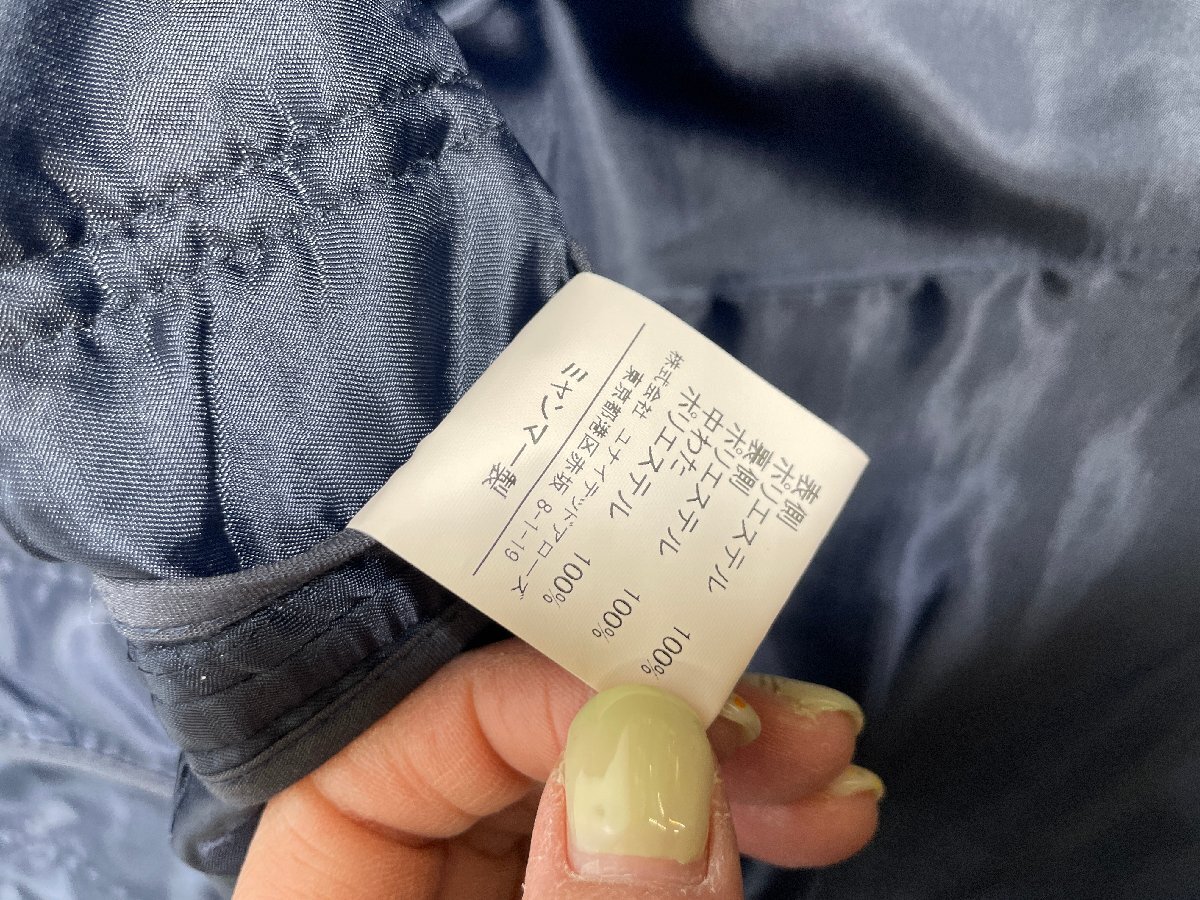 表側
ポリエステル 100%
裏側
ポリエステル 100%
中わた
ポリエステル 100%
株式会社 ユナイテッドアローズ
東京都港区赤坂 8-1-19
ミャンマー製